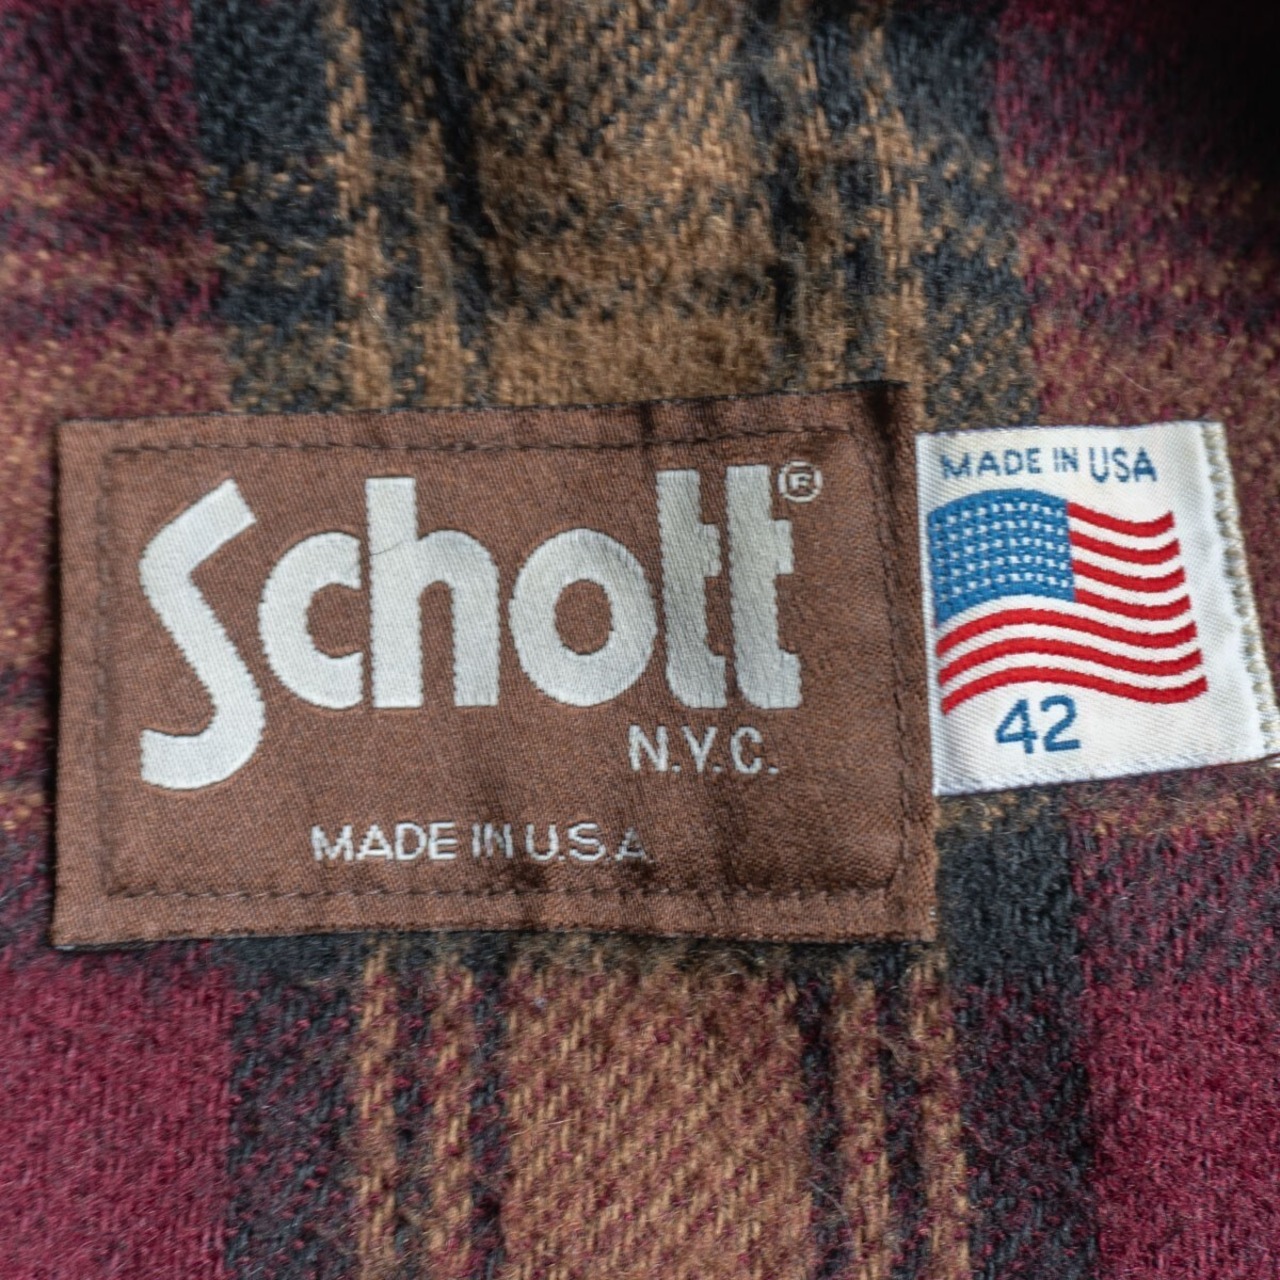 Schott®
N.Y.C.
MADE IN U.S.A
MADE IN USA
42